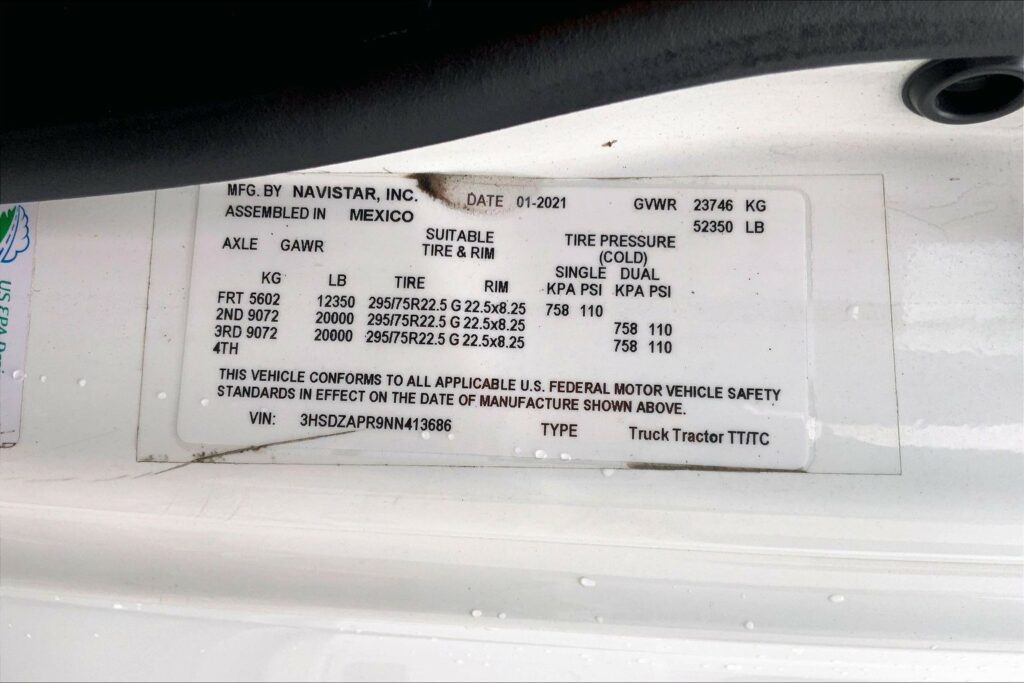 MFG. BY NAVISTAR, INC. DATE 01-2021 GVWR 23746 KG
ASSEMBLED IN MEXICO 52350 LB
AXLE GAWR SUITABLE TIRE PRESSURE
TIRE & RIM (COLD)
SINGLE DUAL
KG LB TIRE RIM KPA PSI KPA PSI
FRT 5602 12350 295/75R22.5 G 22.5x8.25 758 110
2ND 9072 20000 295/75R22.5 G 22.5x8.25 758 110
3RD 9072 20000 295/75R22.5 G 22.5x8.25 758 110
4TH
THIS VEHICLE CONFORMS TO ALL APPLICABLE U.S. FEDERAL MOTOR VEHICLE SAFETY
STANDARDS IN EFFECT ON THE DATE OF MANUFACTURE SHOWN ABOVE.
VIN: 3HSDZAPR9NN413686 TYPE Truck Tractor TT/TC
US EPA